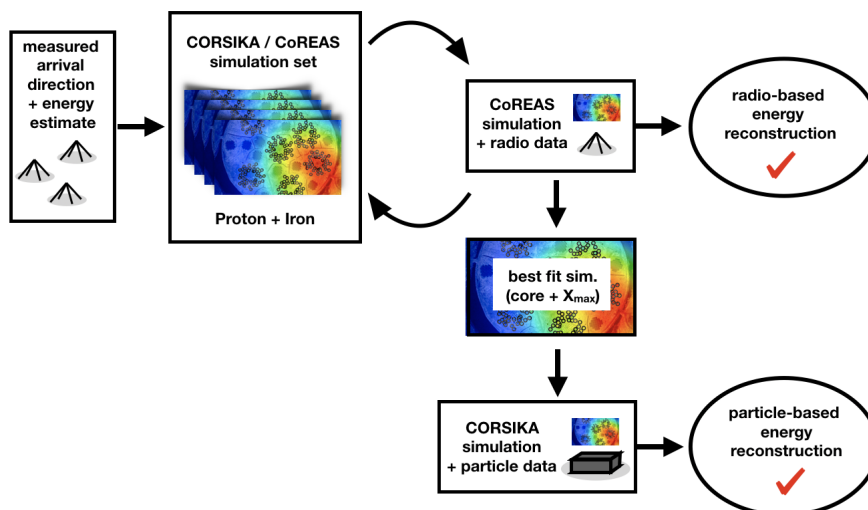 measured
arrival
direction
+ energy
estimate
CORSIKA / CoREAS
simulation set
Proton + Iron
CoREAS
simulation
+ radio data
radio-based
energy
reconstruction
best fit sim.
(core + Xmax)
CORSIKA
simulation
+ particle data
particle-based
energy
reconstruction